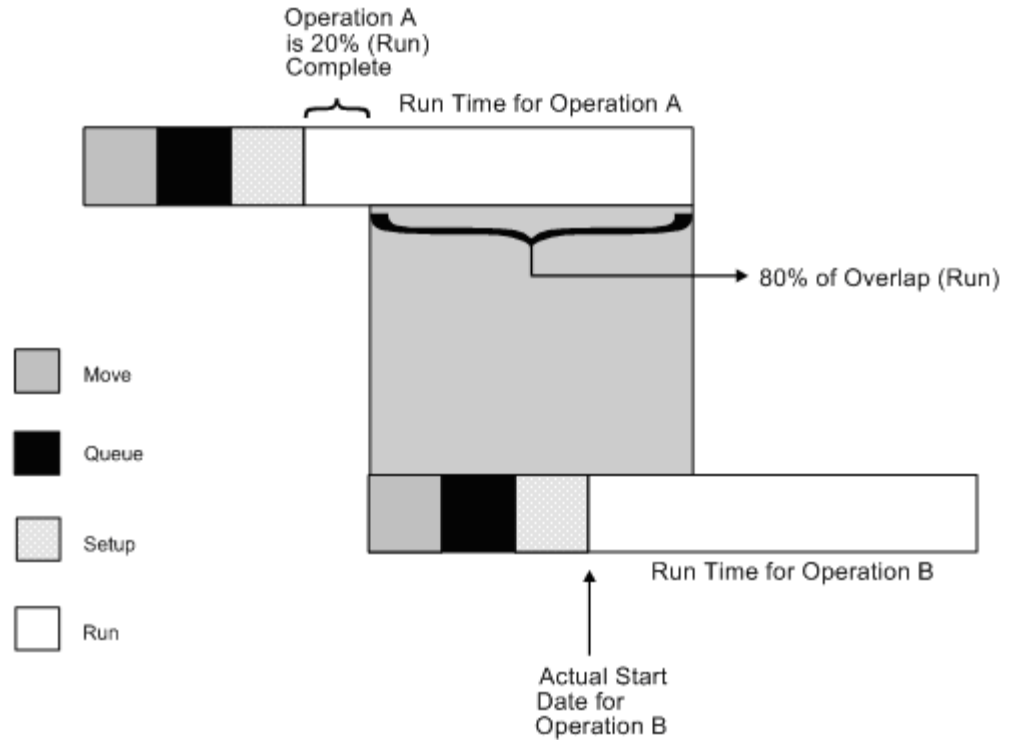 Operation A
is 20% (Run)
Complete
Run Time for Operation A
80% of Overlap (Run)
Move
Queue
Setup
Run
Run Time for Operation B
Actual Start
Date for
Operation B